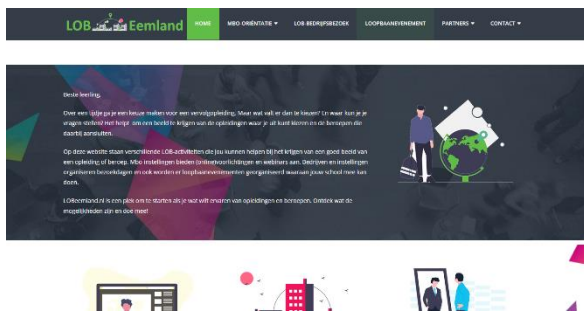 LOB Eemland
HOME MBO ORIËNTATIE LOB BEDRIJFSBEZOEK LOOPBAANEVENEMENT PARTNERS CONTACT
Beste leerling,
Over een tijdje ga je een keuze maken voor een vervolgopleiding. Maar wat valt er dan te kiezen? En waar kun je je
vragen stellen? Het helpt om een beeld te krijgen van de opleidingen waar je uit kunt kiezen en de beroepen die
daarbij aansluiten.
Op deze website staan verschillende LOB-activiteiten die jou kunnen helpen bij het krijgen van een goed beeld van
een opleiding of beroep. Mbo instellingen bieden (online)voorlichtingen en webinars aan. Bedrijven en instellingen
organiseren bezoekdagen en ook worden er loopbaanevenementen georganiseerd waaraan jouw school mee kan
doen.
LOBeemland.nl is een plek om te starten als je wat wilt ervaren van opleidingen en beroepen. Ontdek wat de
mogelijkheden zijn en doe mee!